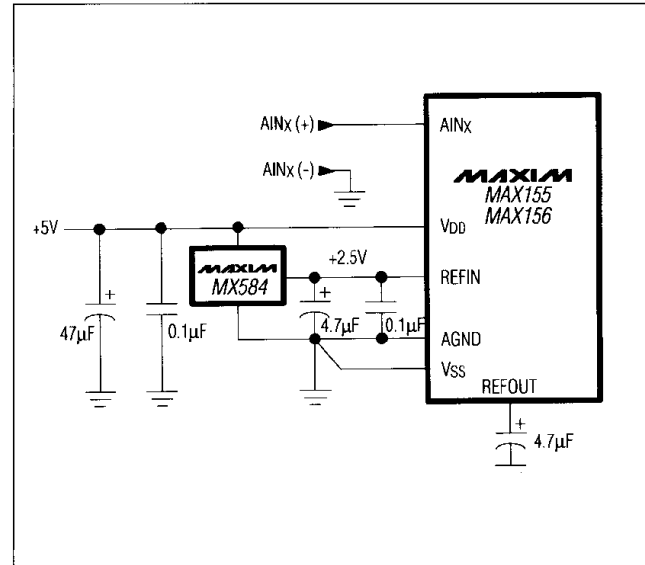 AINx (+)
AINx
AINx (-)
MAXIM
MAX155
MAX156
+5V
VDD
MAXIM
MX584
+2.5V
REFIN
+
47µF
0.1µF
+
4.7µF
0.1µF
AGND
VSS
REFOUT
+
4.7µF